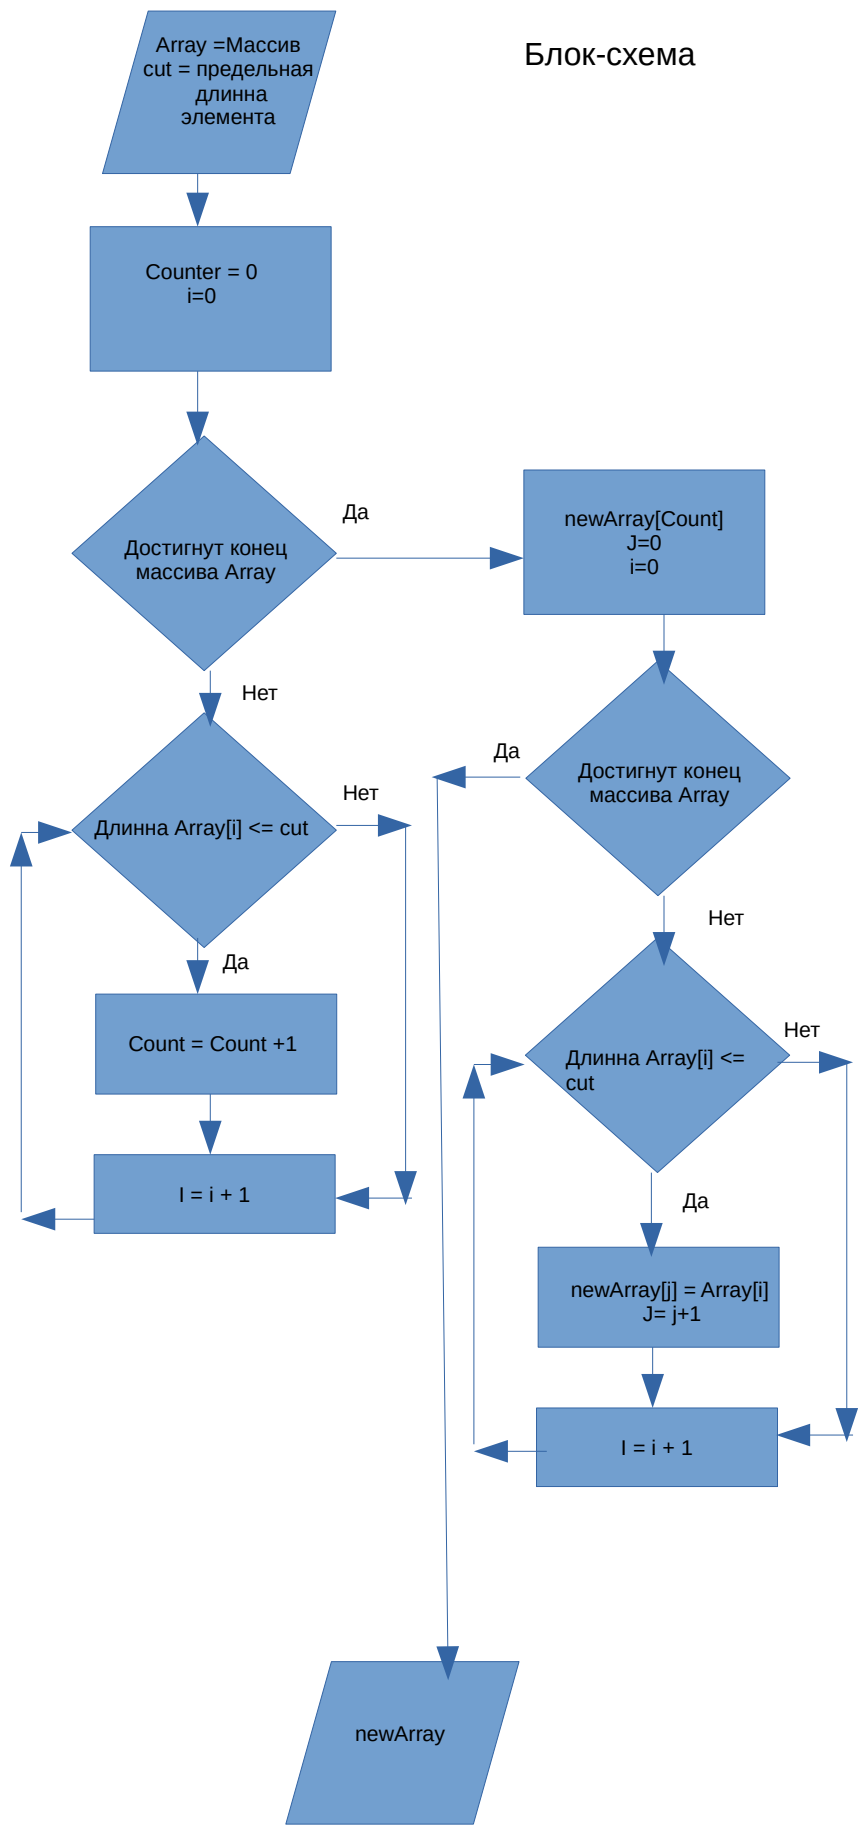 Блок-схема
Array =Массив
cut = предельная
длинна
элемента
Counter = 0
i=0
Достигнут конец
массива Array
Да
Нет
Длинна Array[i] <= cut
Нет
Да
Count = Count +1
I = i + 1
newArray[Count]
J=0
i=0
Достигнут конец
массива Array
Да
Нет
Длинна Array[i] <=
cut
Нет
Да
newArray[j] = Array[i]
J= j+1
I = i + 1
newArray